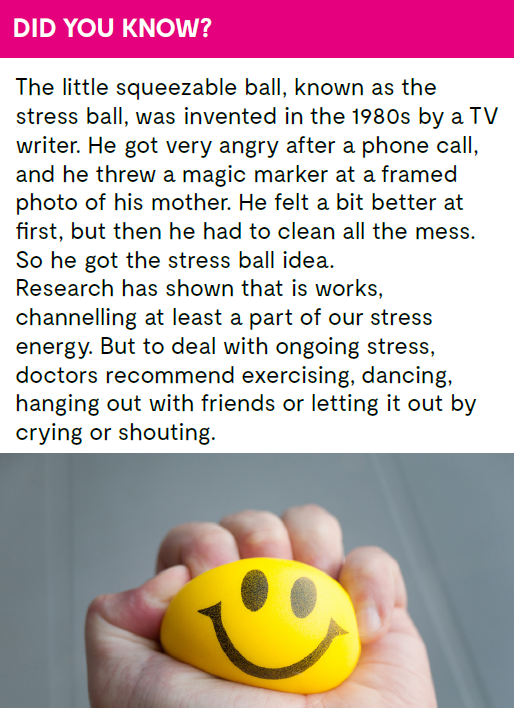 DID YOU KNOW?
The little squeezable ball, known as the
stress ball, was invented in the 1980s by a TV
writer. He got very angry after a phone call,
and he threw a magic marker at a framed
photo of his mother. He felt a bit better at
first, but then he had to clean all the mess.
So he got the stress ball idea.
Research has shown that is works,
channelling at least a part of our stress
energy. But to deal with ongoing stress,
doctors recommend exercising, dancing,
hanging out with friends or letting it out by
crying or shouting.